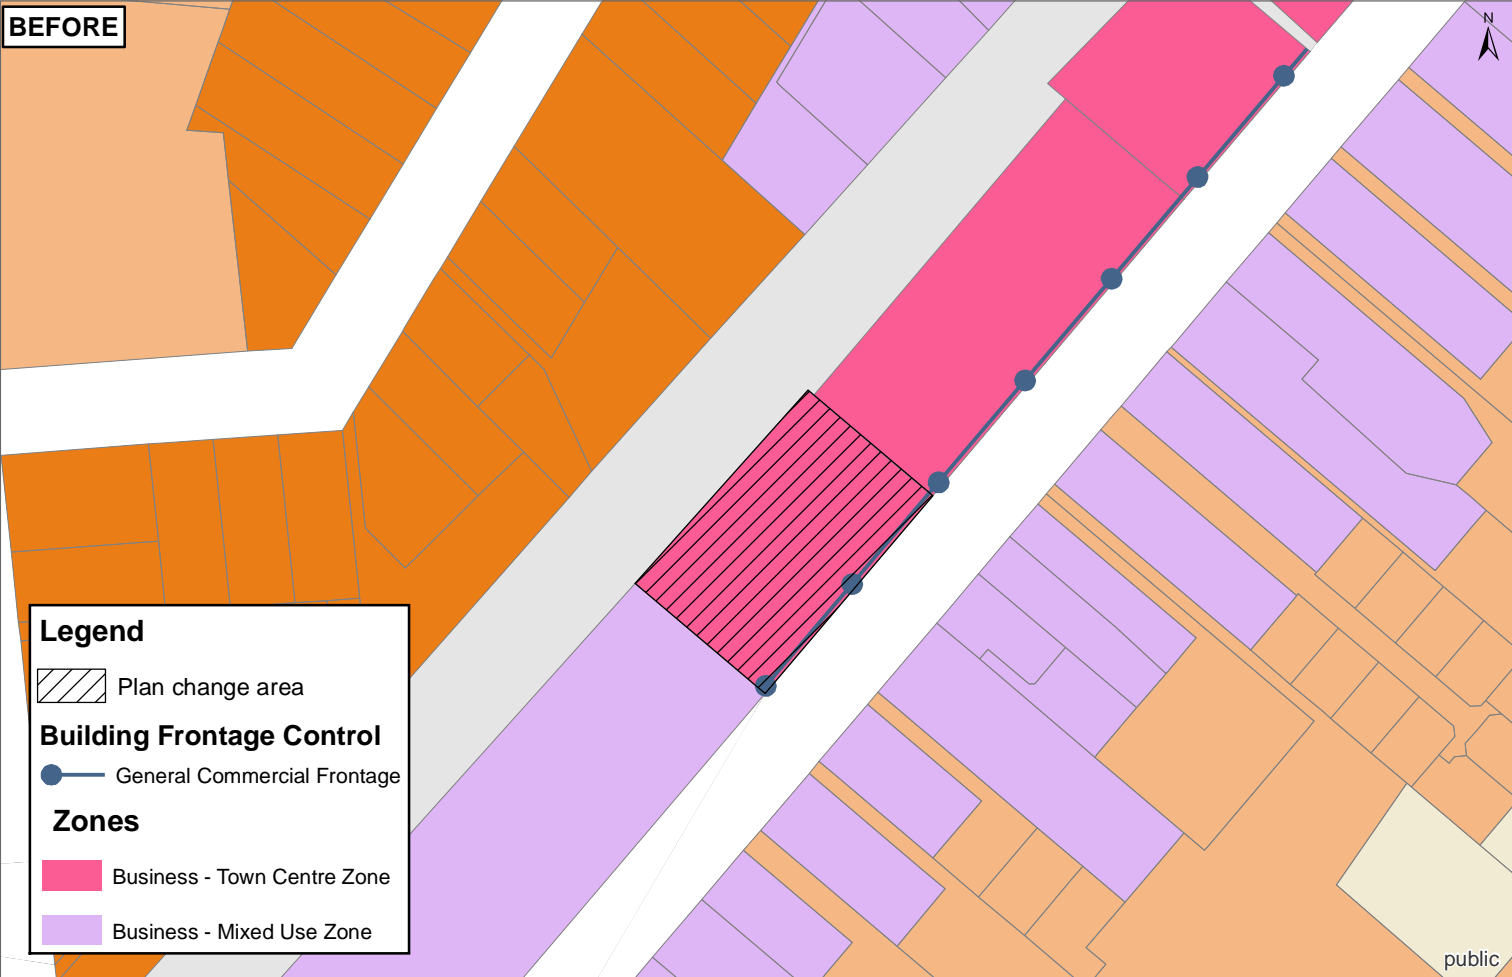 BEFORE
N
Legend
Plan change area
Building Frontage Control
General Commercial Frontage
Zones
Business - Town Centre Zone
Business - Mixed Use Zone
public